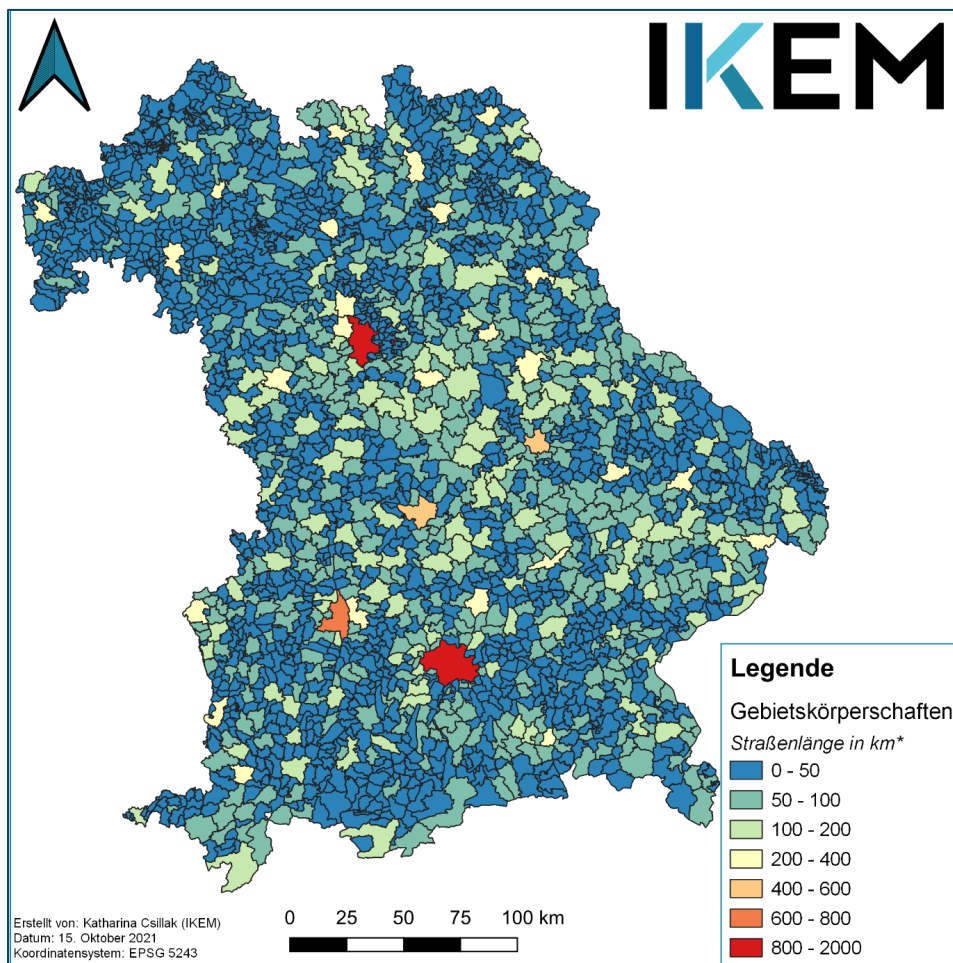 IKEM
Legende
Gebietskörperschaften
Straßenlänge in km*
0 - 50
50 - 100
100 - 200
200 - 400
400 - 600
600 - 800
800 - 2000
0 25 50 75 100 km
Erstellt von: Katharina Csillak (IKEM)
Datum: 15. Oktober 2021
Koordinatensystem: EPSG 5243